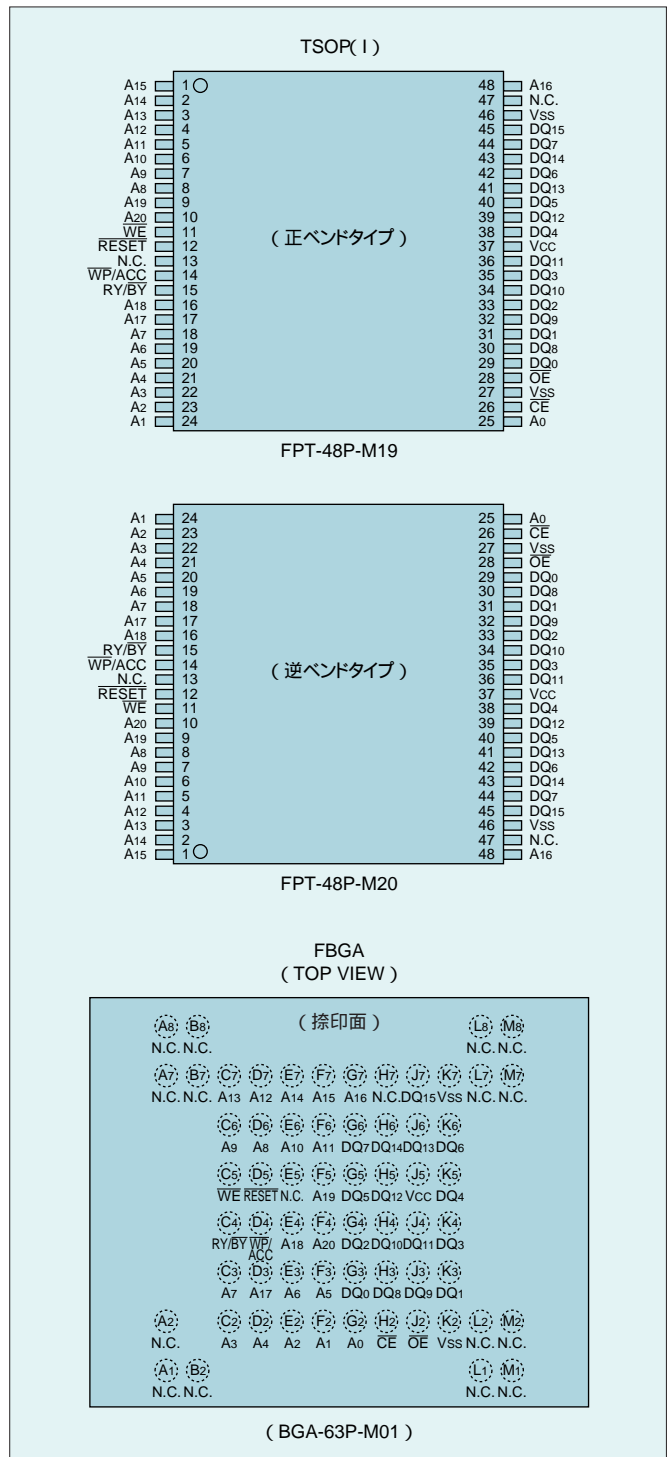 TSOP(I)
A15 1 48 A16
A14 2 47 N.C.
A13 3 46 VSS
A12 4 45 DQ15
A11 5 44 DQ7
A10 6 43 DQ14
A9 7 42 DQ6
A8 8 41 DQ13
A19 9 40 DQ5
A20 10 39 DQ12
WE 11 38 DQ4
RESET 12 37 VCC
N.C. 13 36 DQ11
WP/ACC 14 35 DQ3
RY/BY 15 34 DQ10
A18 16 33 DQ2
A17 17 32 DQ9
A7 18 31 DQ1
A6 19 30 DQ8
A5 20 29 DQ0
A4 21 28 OE
A3 22 27 VSS
A2 23 26 CE
A1 24 25 A0
(正ベンドタイプ)
FPT-48P-M19
A1 24 25 A0
A2 23 26 CE
A3 22 27 VSS
A4 21 28 OE
A5 20 29 DQ0
A6 19 30 DQ8
A7 18 31 DQ1
A17 17 32 DQ9
A18 16 33 DQ2
RY/BY 15 34 DQ10
WP/ACC 14 35 DQ3
N.C. 13 36 DQ11
RESET 12 37 VCC
WE 11 38 DQ4
A20 10 39 DQ12
A19 9 40 DQ5
A8 8 41 DQ13
A9 7 42 DQ6
A10 6 43 DQ14
A11 5 44 DQ7
A12 4 45 DQ15
A13 3 46 VSS
A14 2 47 N.C.
A15 1 48 A16
(逆ベンドタイプ)
FPT-48P-M20
FBGA
(TOP VIEW)
(捺印面)
A8 B8 L8 M8
N.C. N.C. N.C. N.C.
A7 B7 C7 D7 E7 F7 G7 H7 J7 K7 L7 M7
N.C. N.C. A13 A12 A14 A15 A16 N.C. DQ15 VSS N.C. N.C.
C6 D6 E6 F6 G6 H6 J6 K6
A9 A8 A10 A11 DQ7 DQ14 DQ13 DQ6
C5 D5 E5 F5 G5 H5 J5 K5
WE RESET N.C. A19 DQ5 DQ12 VCC DQ4
C4 D4 E4 F4 G4 H4 J4 K4
RY/BY WP/ACC A18 A20 DQ2 DQ10 DQ11 DQ3
C3 D3 E3 F3 G3 H3 J3 K3
A7 A17 A6 A5 DQ0 DQ8 DQ9 DQ1
A2 C2 D2 E2 F2 G2 H2 J2 K2 L2 M2
N.C. A3 A4 A2 A1 A0 CE OE VSS N.C. N.C.
A1 B2 L1 M1
N.C. N.C. N.C. N.C.
(BGA-63P-M01)